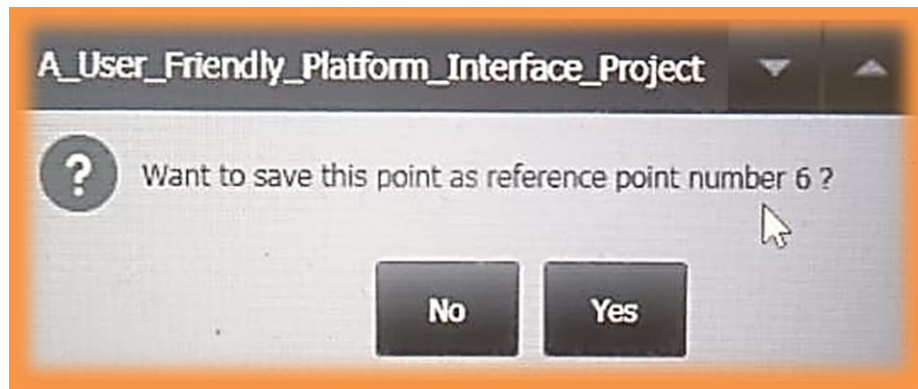 A_User_Friendly_Platform_Interface_Project
?
Want to save this point as reference point number 6 ?
No
Yes